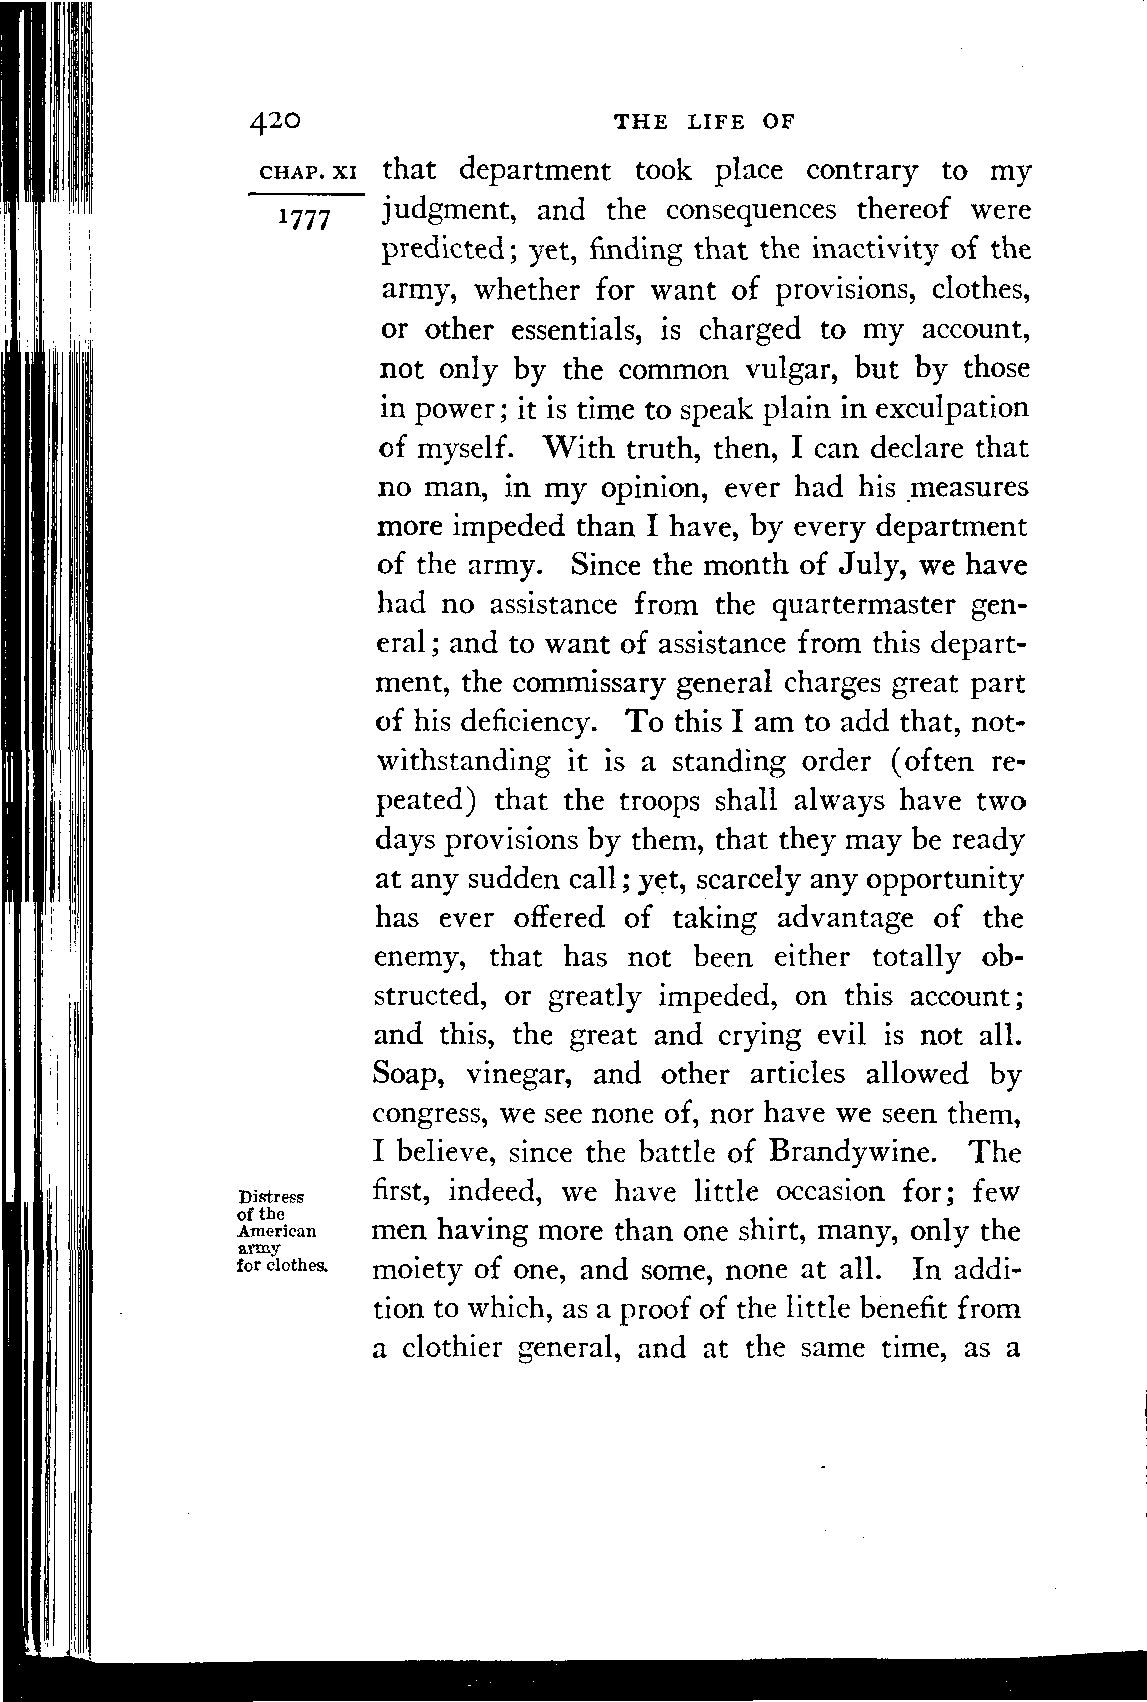 420 THE LIFE OF
CHAP. XI
1777
that department took place contrary to my
judgment, and the consequences thereof were
predicted; yet, finding that the inactivity of the
army, whether for want of provisions, clothes,
or other essentials, is charged to my account,
not only by the common vulgar, but by those
in power; it is time to speak plain in exculpation
of myself. With truth, then, I can declare that
no man, in my opinion, ever had his measures
more impeded than I have, by every department
of the army. Since the month of July, we have
had no assistance from the quartermaster gen-
eral; and to want of assistance from this depart-
ment, the commissary general charges great part
of his deficiency. To this I am to add that, not-
withstanding it is a standing order (often re-
peated) that the troops shall always have two
days provisions by them, that they may be ready
at any sudden call; yet, scarcely any opportunity
has ever offered of taking advantage of the
enemy, that has not been either totally ob-
structed, or greatly impeded, on this account;
and this, the great and crying evil is not all.
Soap, vinegar, and other articles allowed by
congress, we see none of, nor have we seen them,
I believe, since the battle of Brandywine. The
first, indeed, we have little occasion for; few
men having more than one shirt, many, only the
moiety of one, and some, none at all. In addi-
tion to which, as a proof of the little benefit from
a clothier general, and at the same time, as a
Distress
of the
American
army
for clothes.